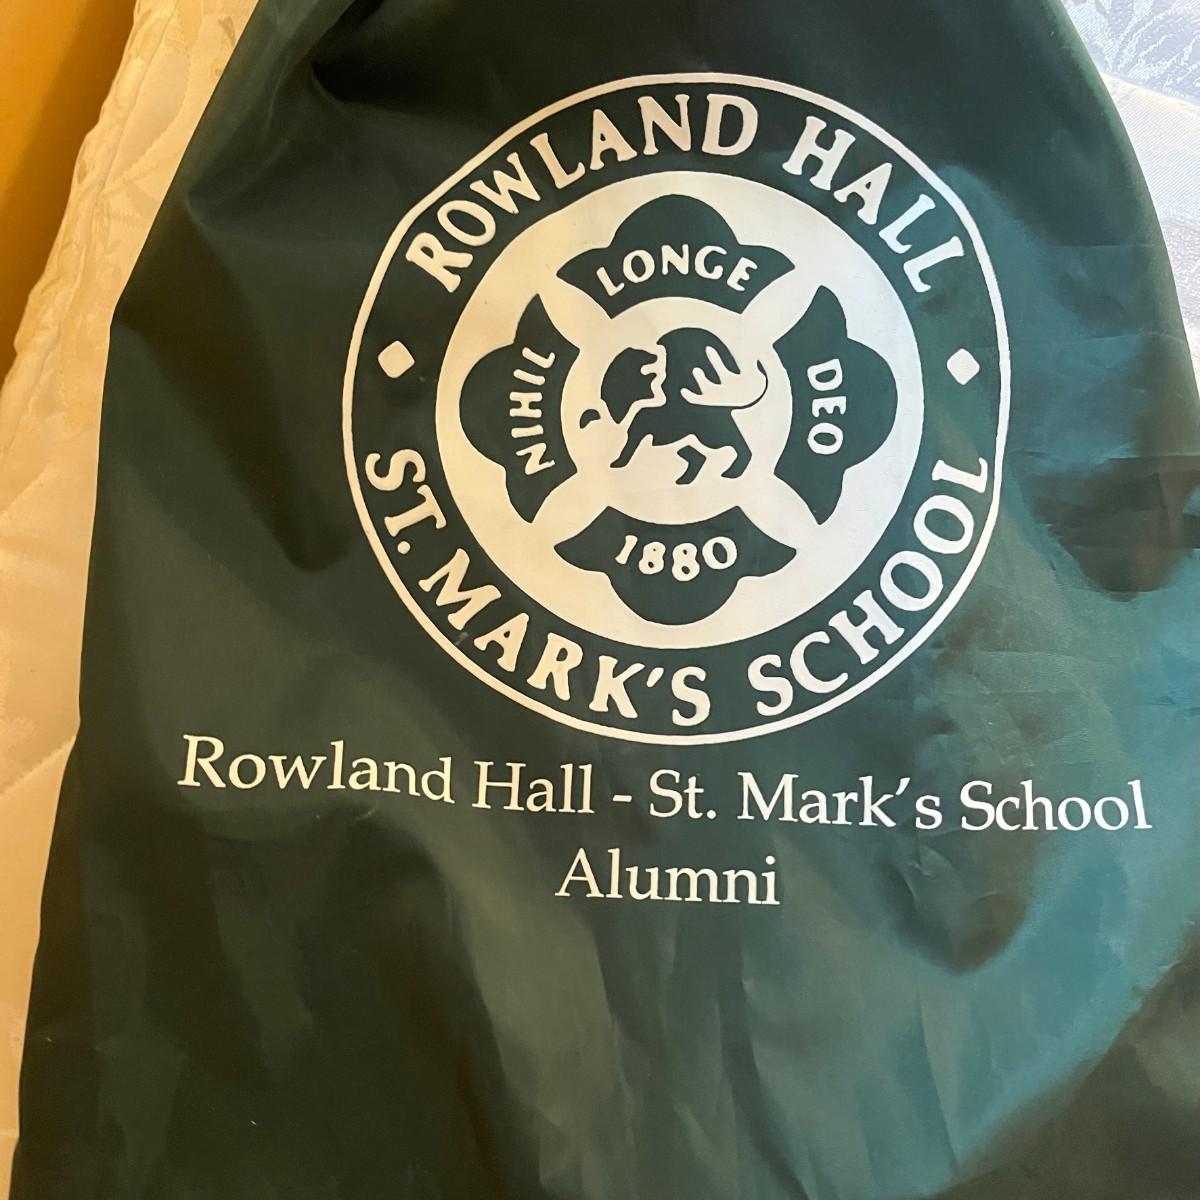 ROWLAND HALL
NIHIL
LONGE
DEO
1880
ST. MARK'S SCHOOL
Rowland Hall - St. Mark's School
Alumni